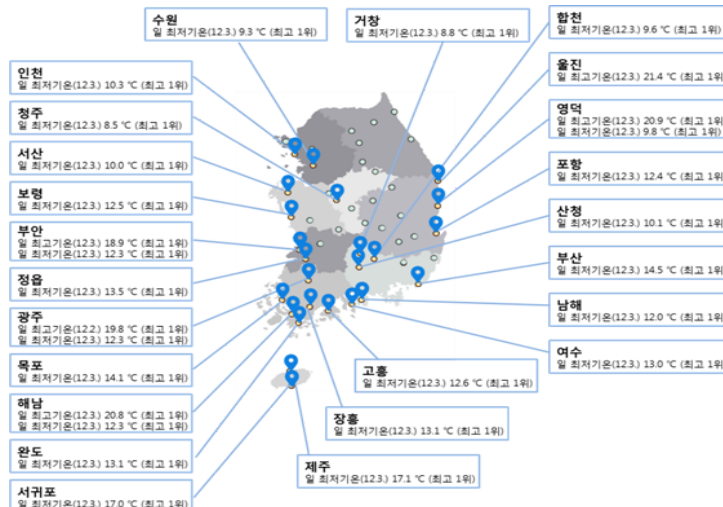 수원
일 최저기온(12.3.) 9.3 ℃ (최고 1위)
거창
일 최저기온(12.3.) 8.8 ℃ (최고 1위)
합천
일 최저기온(12.3.) 9.6 ℃ (최고 1위)
인천
일 최저기온(12.3.) 10.3 ℃ (최고 1위)
울진
일 최고기온(12.3.) 21.4 ℃ (최고 1위)
청주
일 최저기온(12.3.) 8.5 ℃ (최고 1위)
영덕
일 최고기온(12.3.) 20.9 ℃ (최고 1위)
일 최저기온(12.3.) 9.8 ℃ (최고 1위)
서산
일 최저기온(12.3.) 10.0 ℃ (최고 1위)
포항
일 최저기온(12.3.) 12.4 ℃ (최고 1위)
보령
일 최저기온(12.3.) 12.5 ℃ (최고 1위)
산청
일 최저기온(12.3.) 10.1 ℃ (최고 1위)
부안
일 최고기온(12.3.) 18.9 ℃ (최고 1위)
일 최저기온(12.3.) 12.3 ℃ (최고 1위)
부산
일 최저기온(12.3.) 14.5 ℃ (최고 1위)
정읍
일 최저기온(12.3.) 13.5 ℃ (최고 1위)
남해
일 최저기온(12.3.) 12.0 ℃ (최고 1위)
광주
일 최고기온(12.2.) 19.8 ℃ (최고 1위)
일 최저기온(12.3.) 12.3 ℃ (최고 1위)
여수
일 최저기온(12.3.) 13.0 ℃ (최고 1위)
목포
일 최저기온(12.3.) 14.1 ℃ (최고 1위)
고흥
일 최저기온(12.3.) 12.6 ℃ (최고 1위)
해남
일 최고기온(12.3.) 20.8 ℃ (최고 1위)
일 최저기온(12.3.) 12.3 ℃ (최고 1위)
장흥
일 최저기온(12.3.) 13.1 ℃ (최고 1위)
완도
일 최저기온(12.3.) 13.1 ℃ (최고 1위)
제주
일 최저기온(12.3.) 17.1 ℃ (최고 1위)
서귀포
일 최저기온(12.3.) 17.0 ℃ (최고 1위)